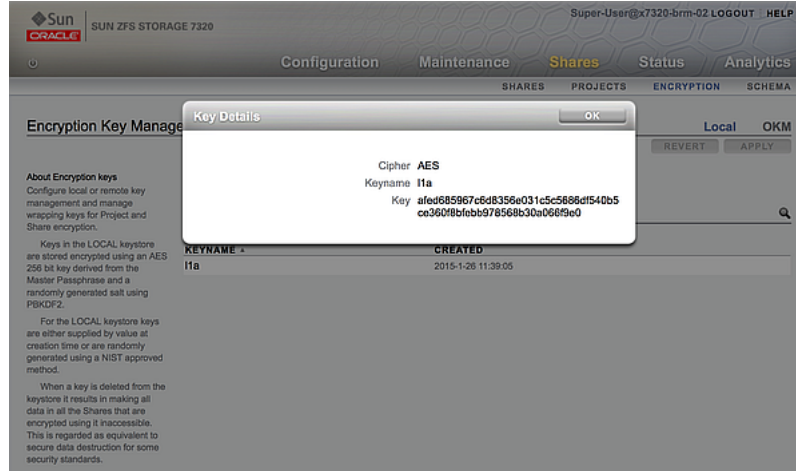 Sun
ORACLE
SUN ZFS STORAGE 7320
Super-User@x7320-brm-02 LOGOUT HELP
Configuration Maintenance Shares Status Analytics
SHARES PROJECTS ENCRYPTION SCHEMA
Encryption Key Manage
Local OKM
REVERT APPLY
Key Details
OK
Cipher AES
Keyname l1a
Key afed685967c6d8356e031c5c5686df540b5
ce360f8bfebb978568b30a066f9e0
KEYNAME CREATED
l1a 2015-1-26 11:39:05
About Encryption keys
Configure local or remote key
management and manage
wrapping keys for Project and
Share encryption.
Keys in the LOCAL keystore
are stored encrypted using an AES
256 bit key derived from the
Master Passphrase and a
randomly generated salt using
PBKDF2.
For the LOCAL keystore keys
are either supplied by value at
creation time or are randomly
generated using a NIST approved
method.
When a key is deleted from the
keystore it results in making all
data in all the Shares that are
encrypted using it inaccessible.
This is regarded as equivalent to
secure data destruction for some
security standards.